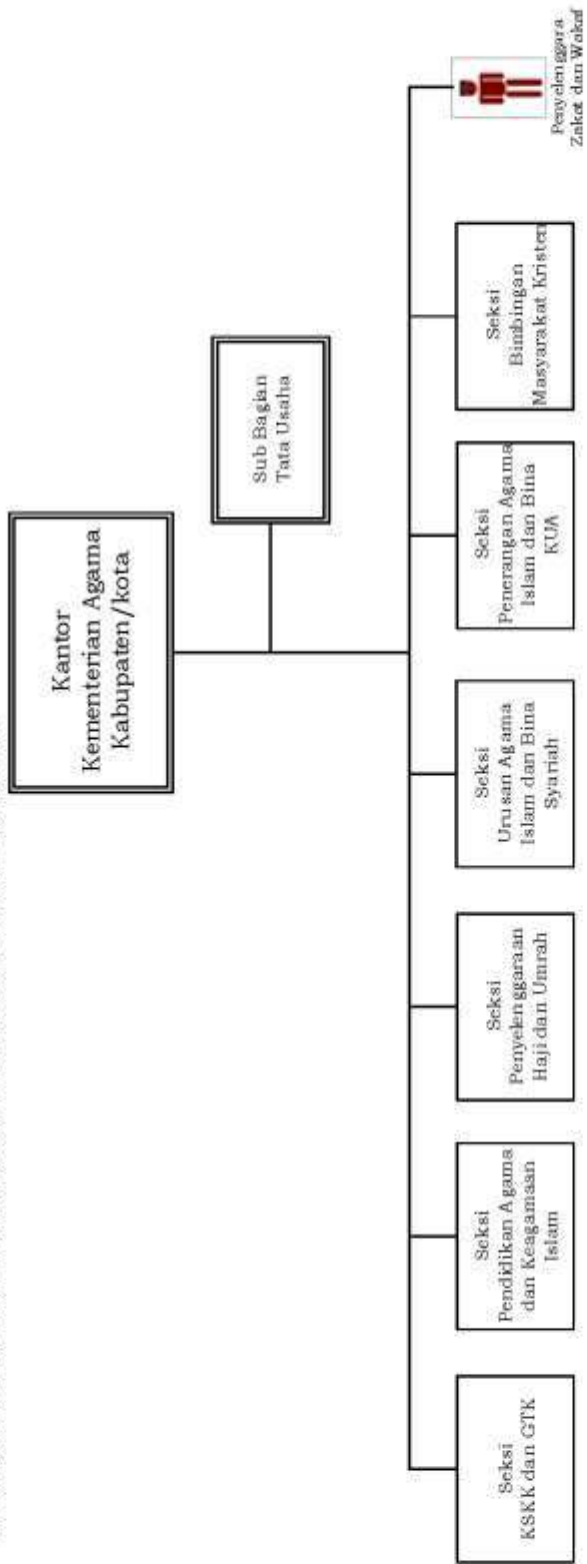 Kantor
Kementerian Agama
Kabupaten/kota
Sub Bagian
Tata Usaha
Seksi
KSKK dan GTK
Seksi
Pendidikan Agama
dan Keagamaan
Islam
Seksi
Penyelenggaraan
Haji dan Umrah
Seksi
Urusan Agama
Islam dan Bina
Syariah
Seksi
Penerangan Agama
Islam dan Bina
KUA
Seksi
Bimbingan
Masyarakat Kristen
Penyelenggara
Zakat dan Wakaf